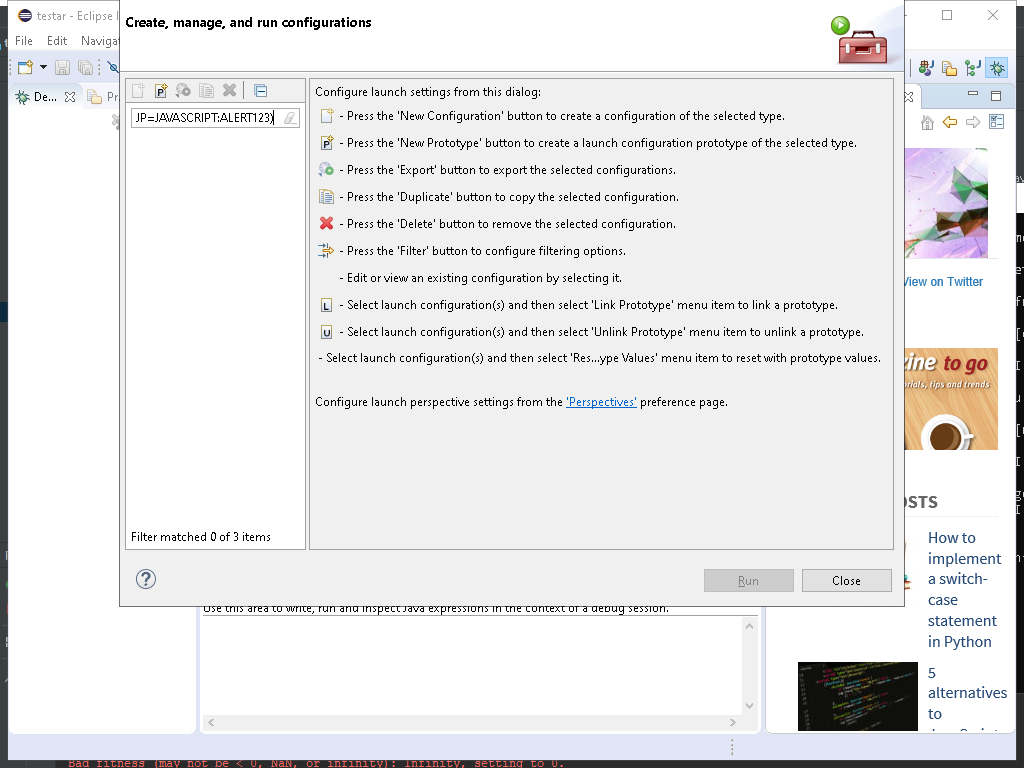 testar - Eclipse I
Create, manage, and run configurations
File Edit Navigat
De...
Pr
JP=JAVASCRIPT:ALERT123)
Configure launch settings from this dialog:
- Press the 'New Configuration' button to create a configuration of the selected type.
- Press the 'New Prototype' button to create a launch configuration prototype of the selected type.
- Press the 'Export' button to export the selected configurations.
- Press the 'Duplicate' button to copy the selected configuration.
- Press the 'Delete' button to remove the selected configuration.
- Press the 'Filter' button to configure filtering options.
- Edit or view an existing configuration by selecting it.
L - Select launch configuration(s) and then select 'Link Prototype' menu item to link a prototype.
U - Select launch configuration(s) and then select 'Unlink Prototype' menu item to unlink a prototype.
- Select launch configuration(s) and then select 'Res...ype Values' menu item to reset with prototype values.
Configure launch perspective settings from the 'Perspectives' preference page.
Filter matched 0 of 3 items
Run
Close
View on Twitter
zine to go
rials, tips and trends
OSTS
How to
implement
a switch-
case
statement
in Python
5
alternatives
to
Use this area to write, run and inspect Java expressions in the context of a debug session.
Bad fitness (may not be < 0, NaN, or infinity): Infinity, setting to 0.